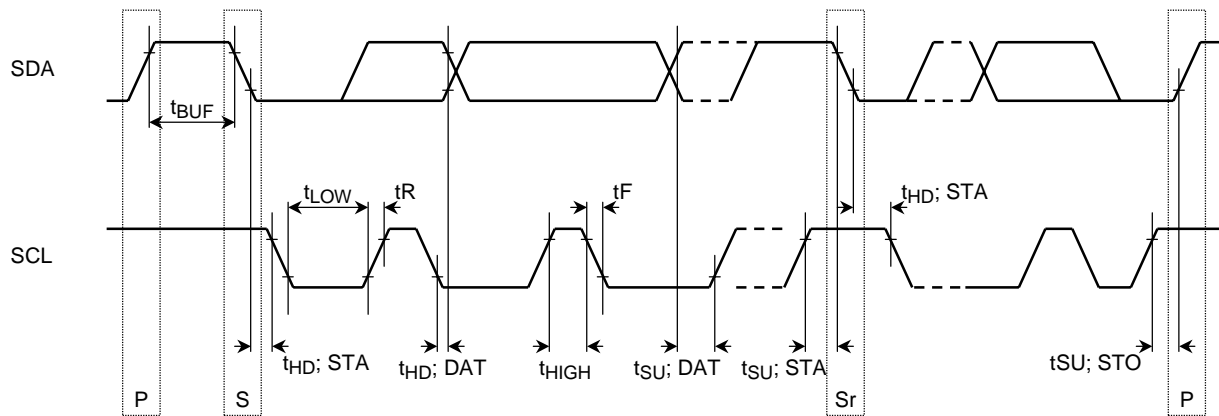 SDA
tBUF
tLOW
tR
tF
tHD; STA
SCL
tHD; STA
tHD; DAT
tHIGH
tSU; DAT
tSU; STA
tSU; STO
P
S
Sr
P